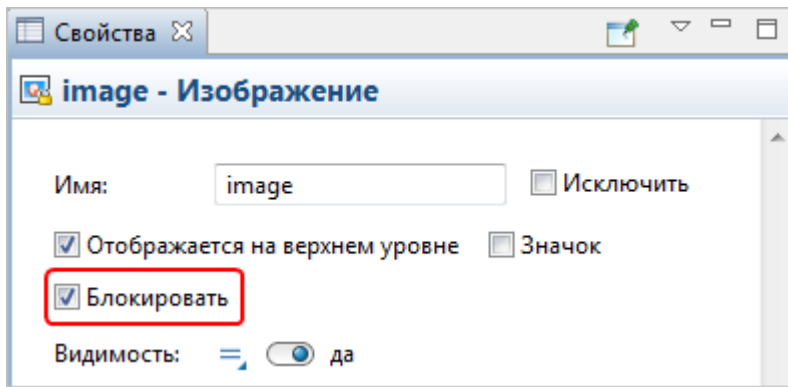 Свойства
image - Изображение
Имя: image Исключить
Отображается на верхнем уровне Значок
Блокировать
Видимость: = да